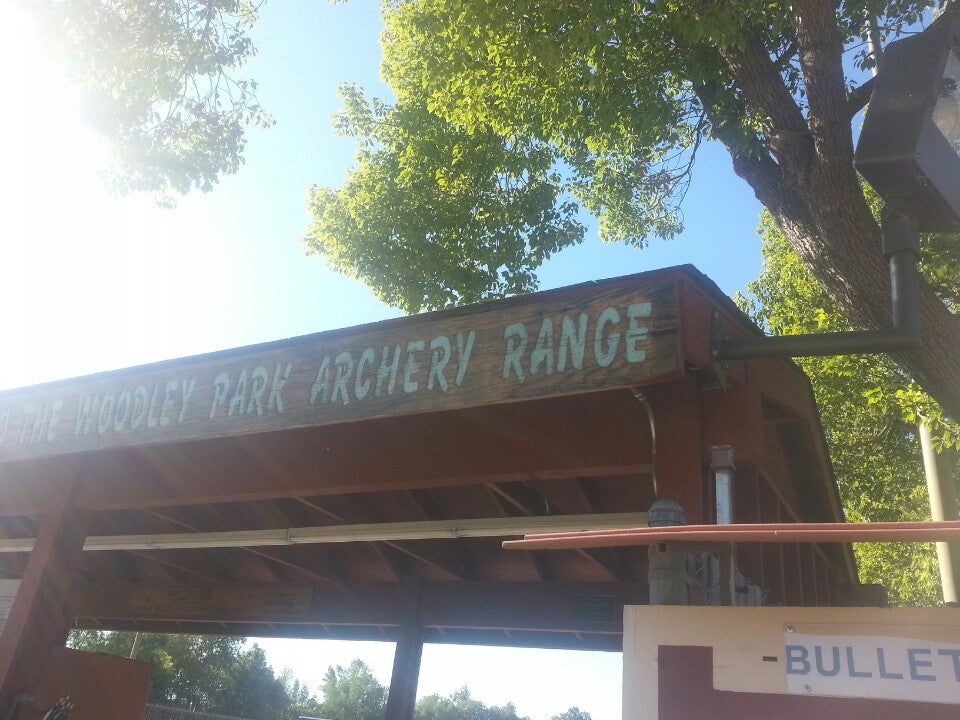 O THE WOODLEY PARK ARCHERY RANGE
-BULLET